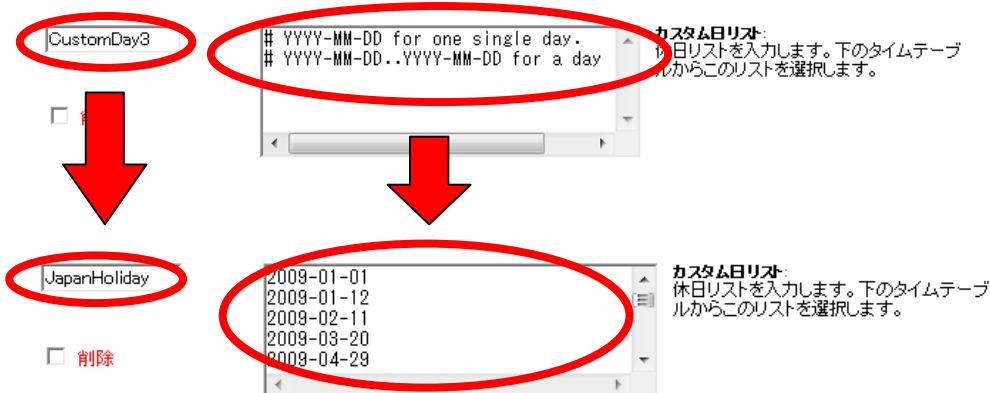 CustomDay3
# YYYY-MM-DD for one single day.
# YYYY-MM-DD..YYYY-MM-DD for a day
カスタム日リスト:
休日リストを入力します。下のタイムテーブ
ルからこのリストを選択します。
JapanHoliday
削除
2009-01-01
2009-01-12
2009-02-11
2009-03-20
2009-04-29
カスタム日リスト:
休日リストを入力します。下のタイムテーブ
ルからこのリストを選択します。